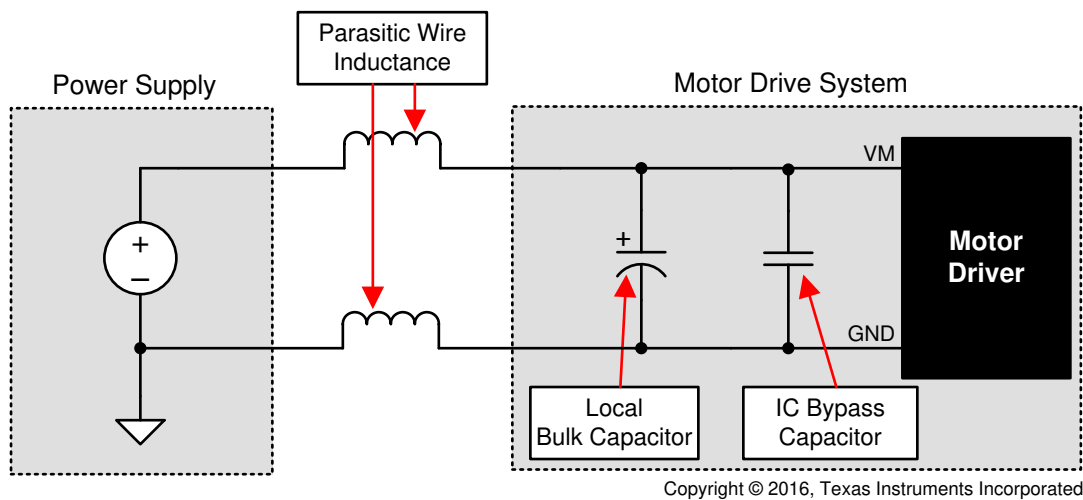 Parasitic Wire
Inductance
Power Supply
Motor Drive System
VM
+
–
+
Motor
Driver
GND
Local
Bulk Capacitor
IC Bypass
Capacitor
Copyright © 2016, Texas Instruments Incorporated